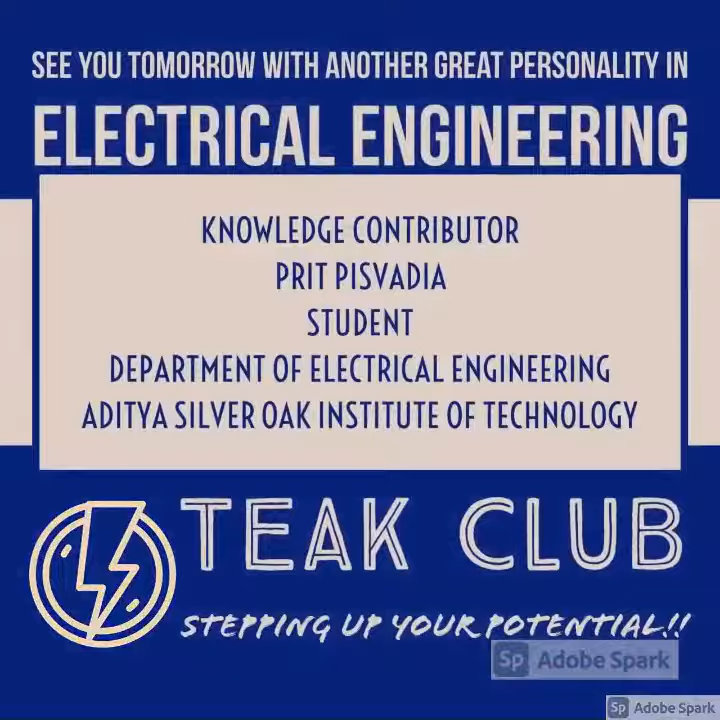 SEE YOU TOMORROW WITH ANOTHER GREAT PERSONALITY IN
ELECTRICAL ENGINEERING
KNOWLEDGE CONTRIBUTOR
PRIT PISVADIA
STUDENT
DEPARTMENT OF ELECTRICAL ENGINEERING
ADITYA SILVER OAK INSTITUTE OF TECHNOLOGY
TEAK CLUB
STEPPING UP YOUR POTENTIAL!!
Sp Adobe Spark
Sp Adobe Spark